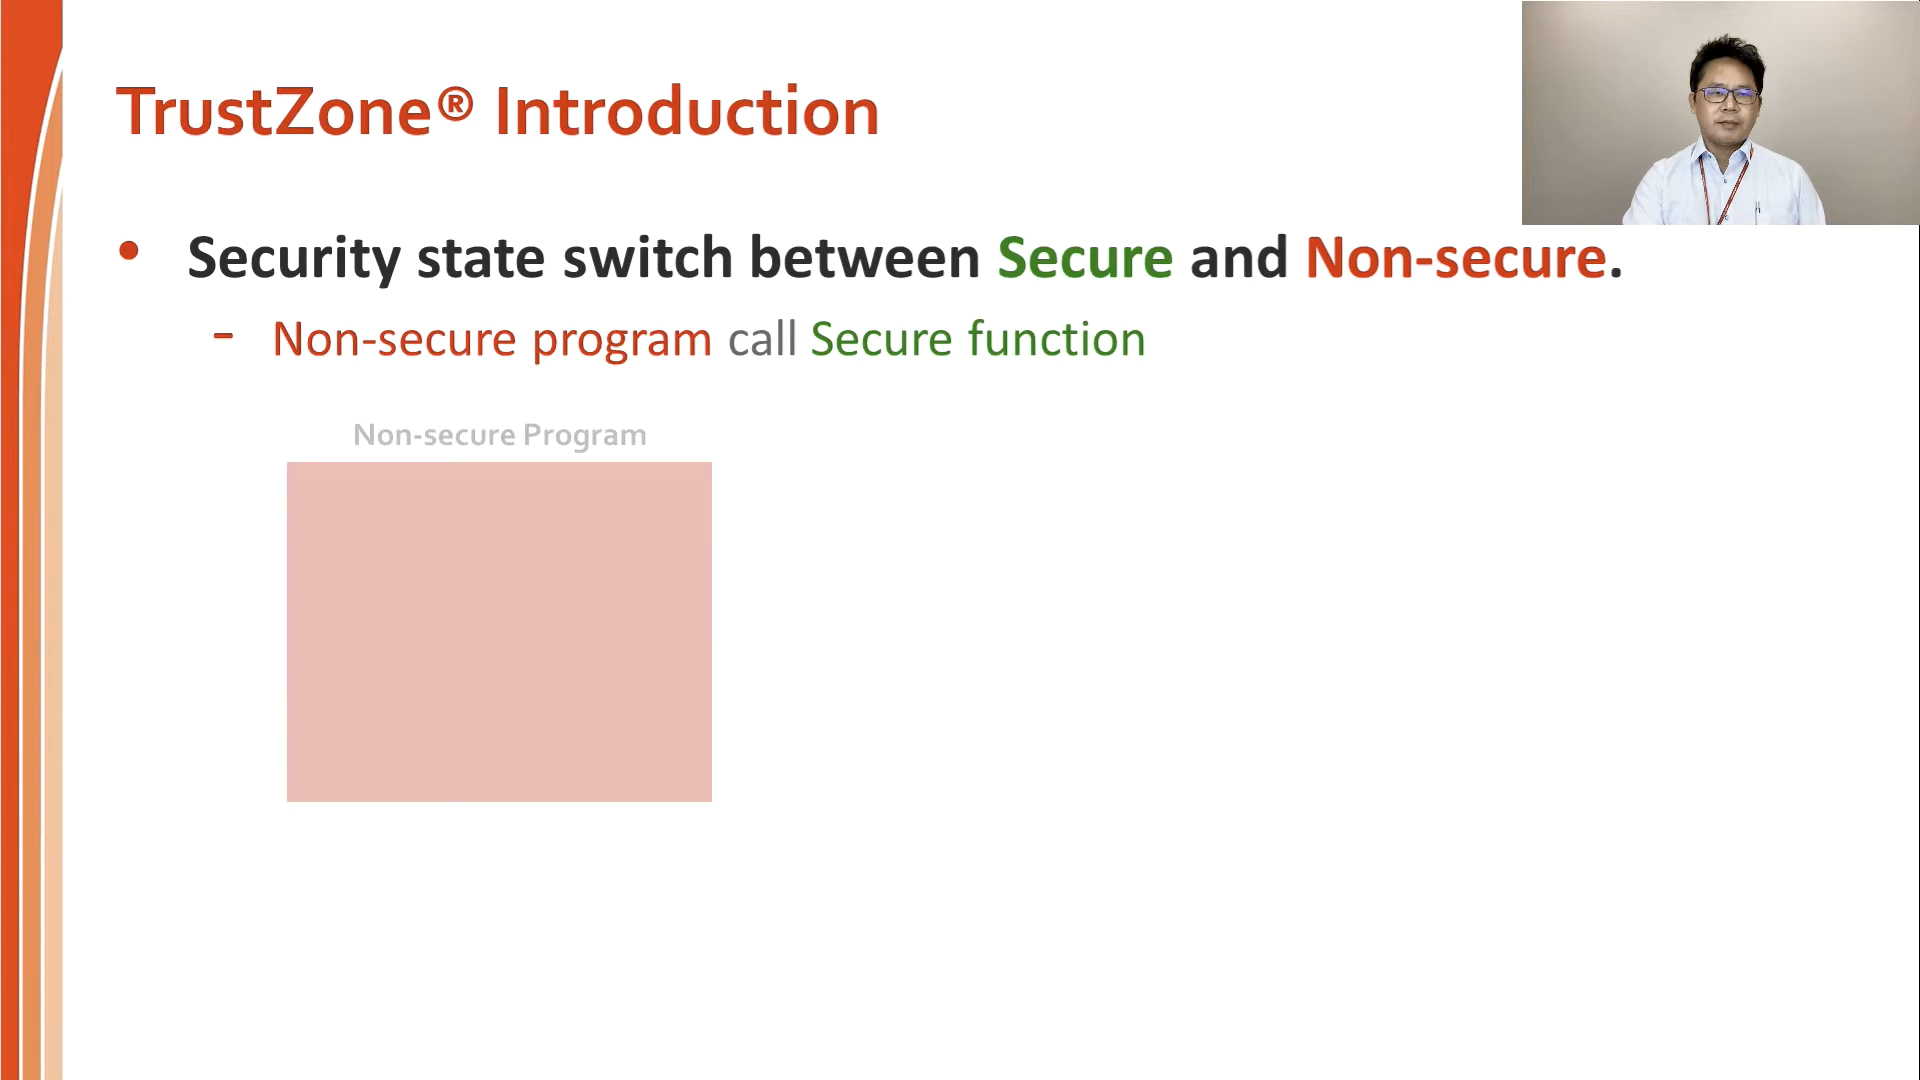 TrustZone® Introduction
• Security state switch between Secure and Non-secure.
- Non-secure program call Secure function
Non-secure Program